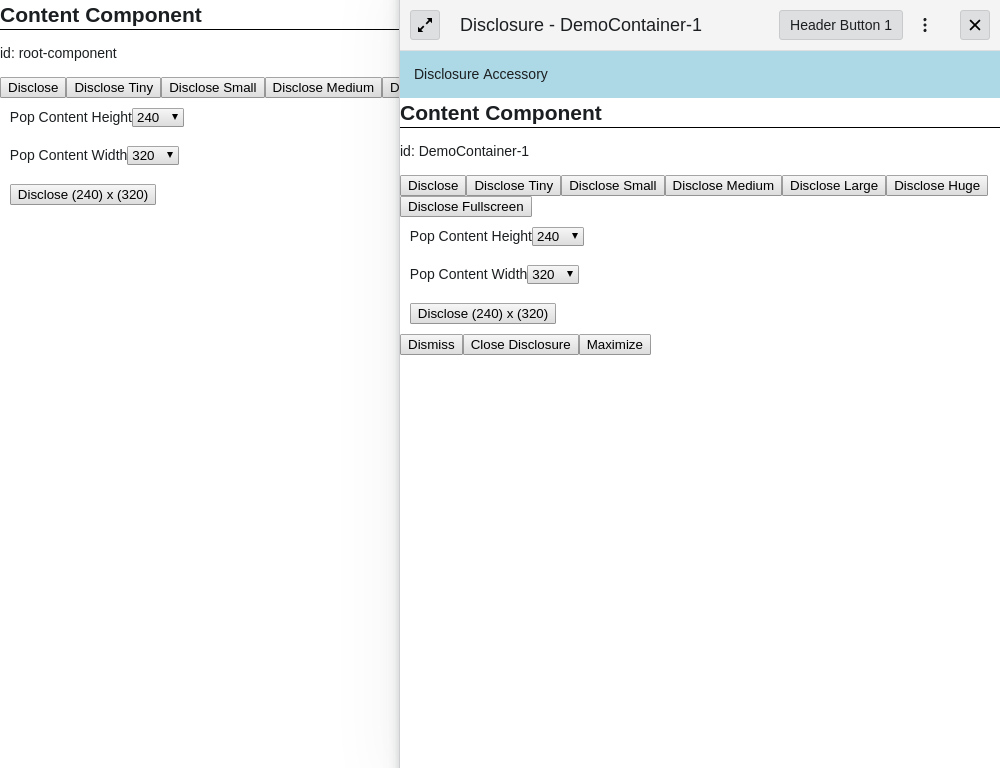 Content Component
id: root-component
Disclose Disclose Tiny Disclose Small Disclose Medium D
Pop Content Height 240
Pop Content Width 320
Disclose (240) x (320)
Disclosure - DemoContainer-1 Header Button 1
Disclosure Accessory
Content Component
id: DemoContainer-1
Disclose Disclose Tiny Disclose Small Disclose Medium Disclose Large Disclose Huge
Disclose Fullscreen
Pop Content Height 240
Pop Content Width 320
Disclose (240) x (320)
Dismiss Close Disclosure Maximize